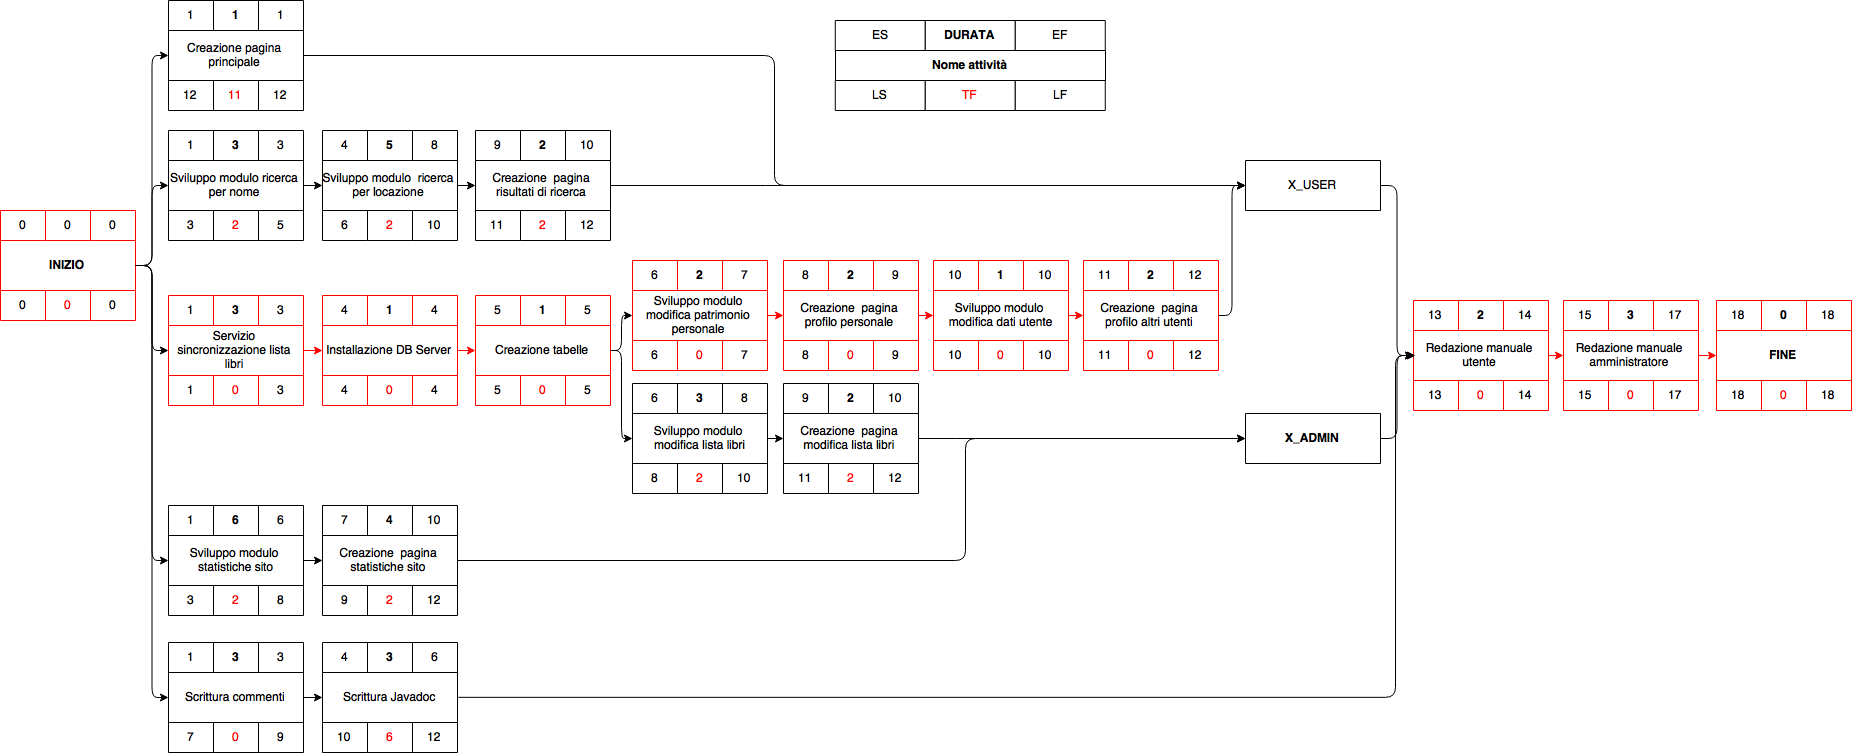 1 1 1
Creazione pagina
principale
12 11 12
ES DURATA EF
Nome attività
LS TF LF
1 3 3
Sviluppo modulo ricerca
per nome
3 2 5
4 5 8
Sviluppo modulo ricerca
per locazione
6 2 10
9 2 10
Creazione pagina
risultati di ricerca
11 2 12
X_USER
0 0 0
INIZIO
0 0 0
1 3 3
Servizio
sincronizzazione lista
libri
1 0 3
4 1 4
Installazione DB Server
4 0 4
5 1 5
Creazione tabelle
5 0 5
6 2 7
Sviluppo modulo
modifica patrimonio
personale
6 0 7
8 2 9
Creazione pagina
profilo personale
8 0 9
10 1 10
Sviluppo modulo
modifica dati utente
10 0 10
11 2 12
Creazione pagina
profilo altri utenti
11 0 12
13 2 14
Redazione manuale
utente
13 0 14
15 3 17
Redazione manuale
amministratore
15 0 17
18 0 18
FINE
18 0 18
6 3 8
Sviluppo modulo
modifica lista libri
8 2 10
9 2 10
Creazione pagina
modifica lista libri
11 2 12
X_ADMIN
1 6 6
Sviluppo modulo
statistiche sito
3 2 8
7 4 10
Creazione pagina
statistiche sito
9 2 12
1 3 3
Scrittura commenti
7 0 9
4 3 6
Scrittura Javadoc
10 6 12